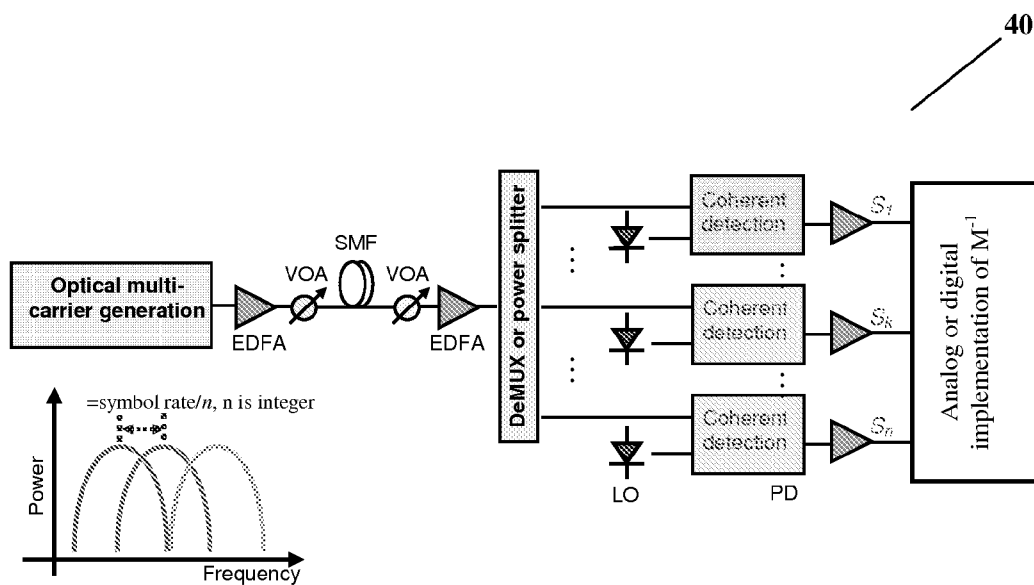 40
Optical multi-
carrier generation
EDFA
VOA
SMF
VOA
EDFA
DeMUX or power splitter
Coherent
detection
S1
Coherent
detection
Sk
Coherent
detection
Sn
LO
PD
Analog or digital
implementation of M⁻¹
=symbol rate/n, n is integer
Power
Frequency